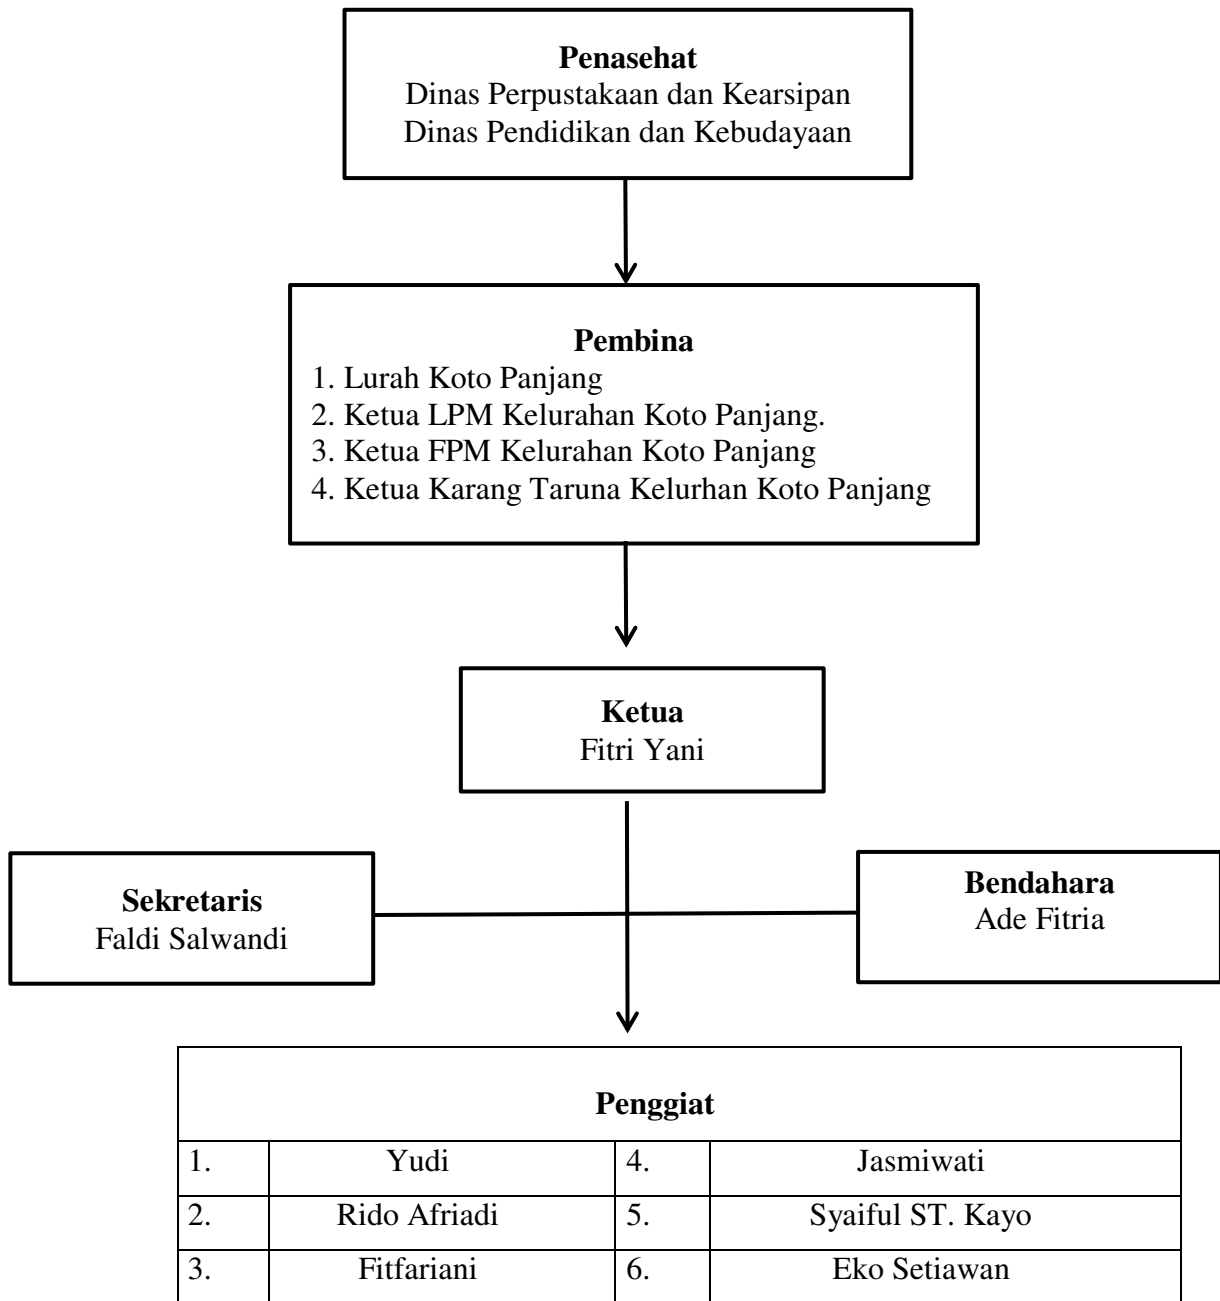 Penasehat
Dinas Perpustakaan dan Kearsipan
Dinas Pendidikan dan Kebudayaan
Pembina
1. Lurah Koto Panjang
2. Ketua LPM Kelurahan Koto Panjang.
3. Ketua FPM Kelurahan Koto Panjang
4. Ketua Karang Taruna Kelurhan Koto Panjang
Ketua
Fitri Yani
Sekretaris
Faldi Salwandi
Bendahara
Ade Fitria
Penggiat
1. Yudi 4. Jasmiwati
2. Rido Afriadi 5. Syaiful ST. Kayo
3. Fitfariani 6. Eko Setiawan